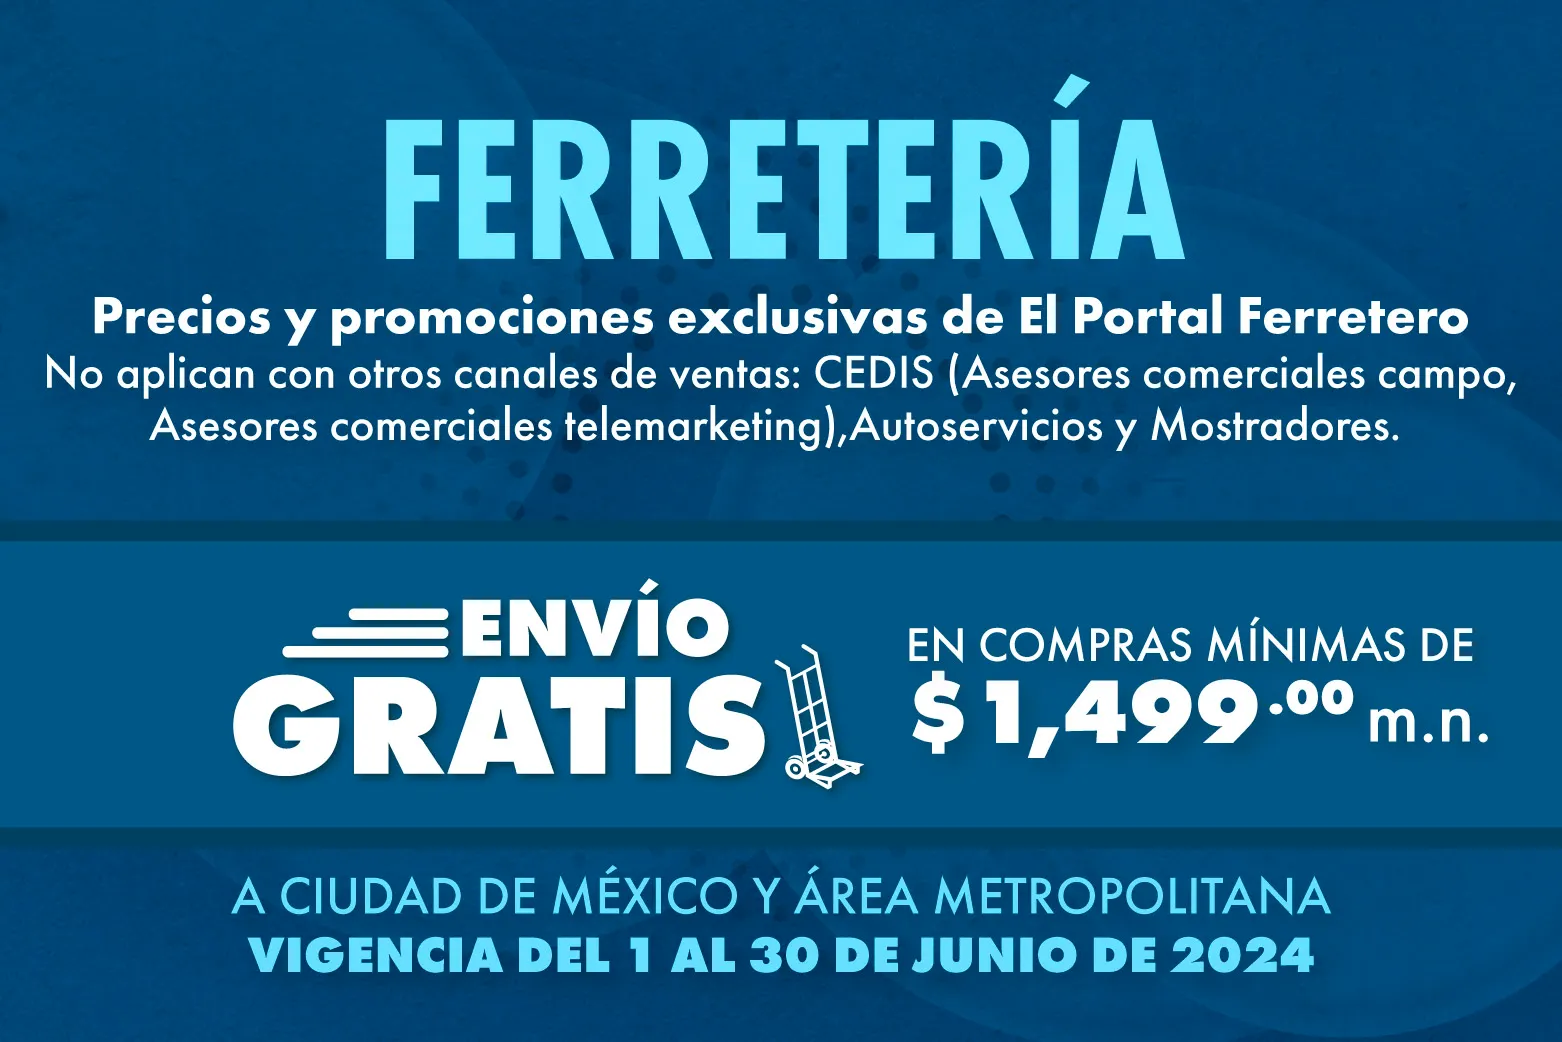 FERRETERÍA
Precios y promociones exclusivas de El Portal Ferretero
No aplican con otros canales de ventas: CEDIS (Asesores comerciales campo,
Asesores comerciales telemarketing),Autoservicios y Mostradores.
ENVÍO
GRATIS
EN COMPRAS MÍNIMAS DE
$1,499.00 m.n.
A CIUDAD DE MÉXICO Y ÁREA METROPOLITANA
VIGENCIA DEL 1 AL 30 DE JUNIO DE 2024